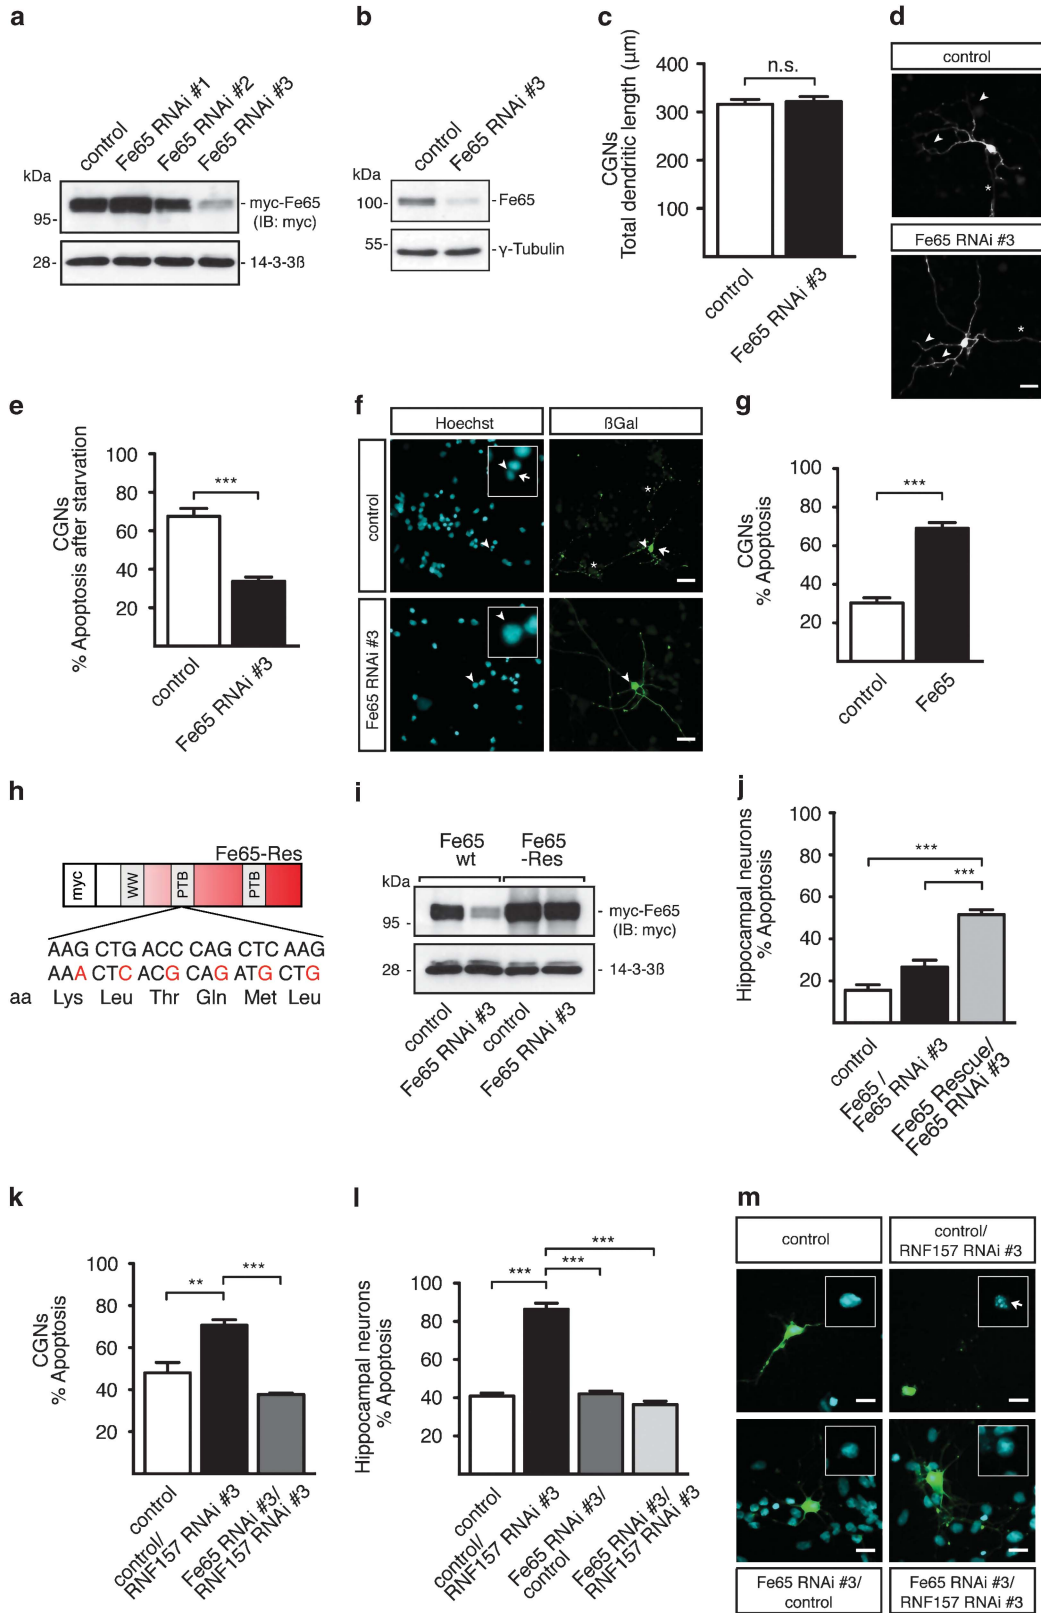 a
control
Fe65 RNAi #1
Fe65 RNAi #2
Fe65 RNAi #3
kDa
95-
- myc-Fe65
(IB: myc)
28-
- 14-3-3ß
b
control
Fe65 RNAi #3
kDa
100-
-Fe65
55-
-γ-Tubulin
c
CGNs
Total dendritic length (µm)
400
300
200
100
n.s.
control
Fe65 RNAi #3
d
control
*
Fe65 RNAi #3
*
e
CGNs
% Apoptosis after starvation
100
80
60
40
20
***
control
Fe65 RNAi #3
f
Hoechst
ßGal
control
*
*
Fe65 RNAi #3
g
CGNs
% Apoptosis
100
80
60
40
20
***
control
Fe65
h
Fe65-Res
myc
WW
PTB
PTB
AAG CTG ACC CAG CTC AAG
AAA CTC ACG CAG ATG CTG
aa Lys Leu Thr Gln Met Leu
i
Fe65 wt
Fe65 -Res
kDa
95 -
- myc-Fe65
(IB: myc)
28 -
- 14-3-3ß
control
Fe65 RNAi #3
control
Fe65 RNAi #3
j
Hippocampal neurons
% Apoptosis
100
80
60
40
20
***
***
control
Fe65 /
Fe65 RNAi #3
Fe65 Rescue/
Fe65 RNAi #3
k
CGNs
% Apoptosis
100
80
60
40
20
**
***
control
control/
RNF157 RNAi #3
Fe65 RNAi #3/
RNF157 RNAi #3
l
Hippocampal neurons
% Apoptosis
100
80
60
40
20
***
***
***
control
control/
RNF157 RNAi #3
Fe65 RNAi #3/
control
Fe65 RNAi #3/
RNF157 RNAi #3
m
control
control/
RNF157 RNAi #3
Fe65 RNAi #3/
control
Fe65 RNAi #3/
RNF157 RNAi #3